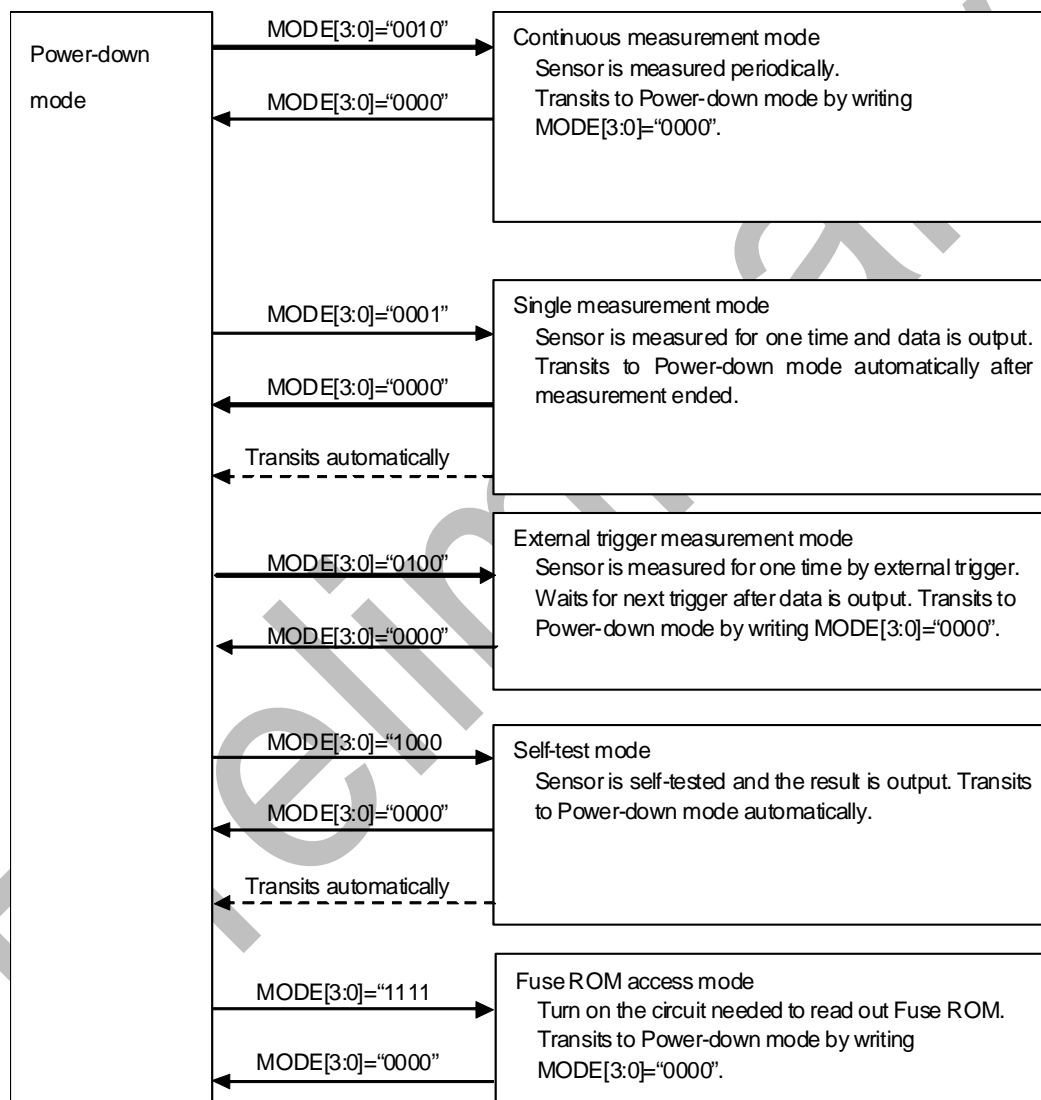 Power-down
mode
MODE[3:0]="0010"
MODE[3:0]="0000"
Continuous measurement mode
Sensor is measured periodically.
Transits to Power-down mode by writing
MODE[3:0]="0000".
MODE[3:0]="0001"
MODE[3:0]="0000"
Transits automatically
Single measurement mode
Sensor is measured for one time and data is output.
Transits to Power-down mode automatically after
measurement ended.
MODE[3:0]="0100"
MODE[3:0]="0000"
External trigger measurement mode
Sensor is measured for one time by external trigger.
Waits for next trigger after data is output. Transits to
Power-down mode by writing MODE[3:0]="0000".
MODE[3:0]="1000
MODE[3:0]="0000"
Transits automatically
Self-test mode
Sensor is self-tested and the result is output. Transits
to Power-down mode automatically.
MODE[3:0]="1111
MODE[3:0]="0000"
Fuse ROM access mode
Turn on the circuit needed to read out Fuse ROM.
Transits to Power-down mode by writing
MODE[3:0]="0000".